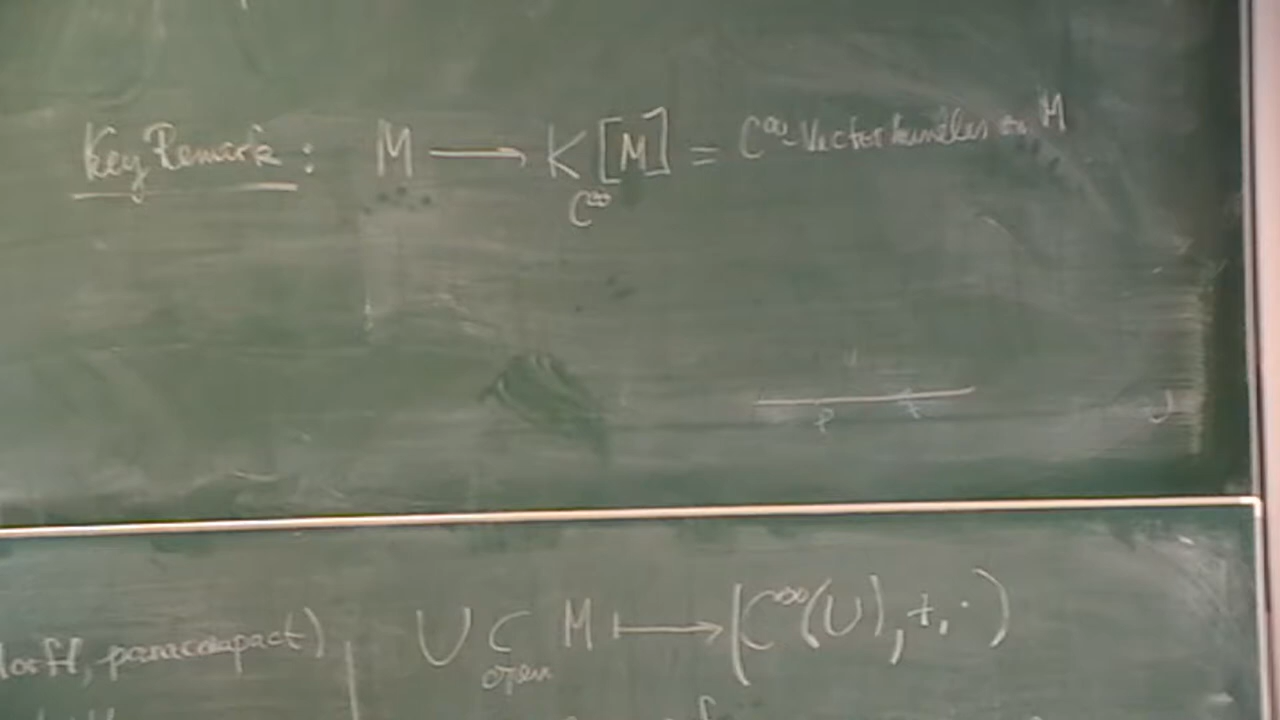 Key Remark : M ⟶ K [M] = C^∞-Vector bundles on M
C^∞
dorff, paracompact) | U ⊂ M ⟼ (C^∞(U), +, ·)
open